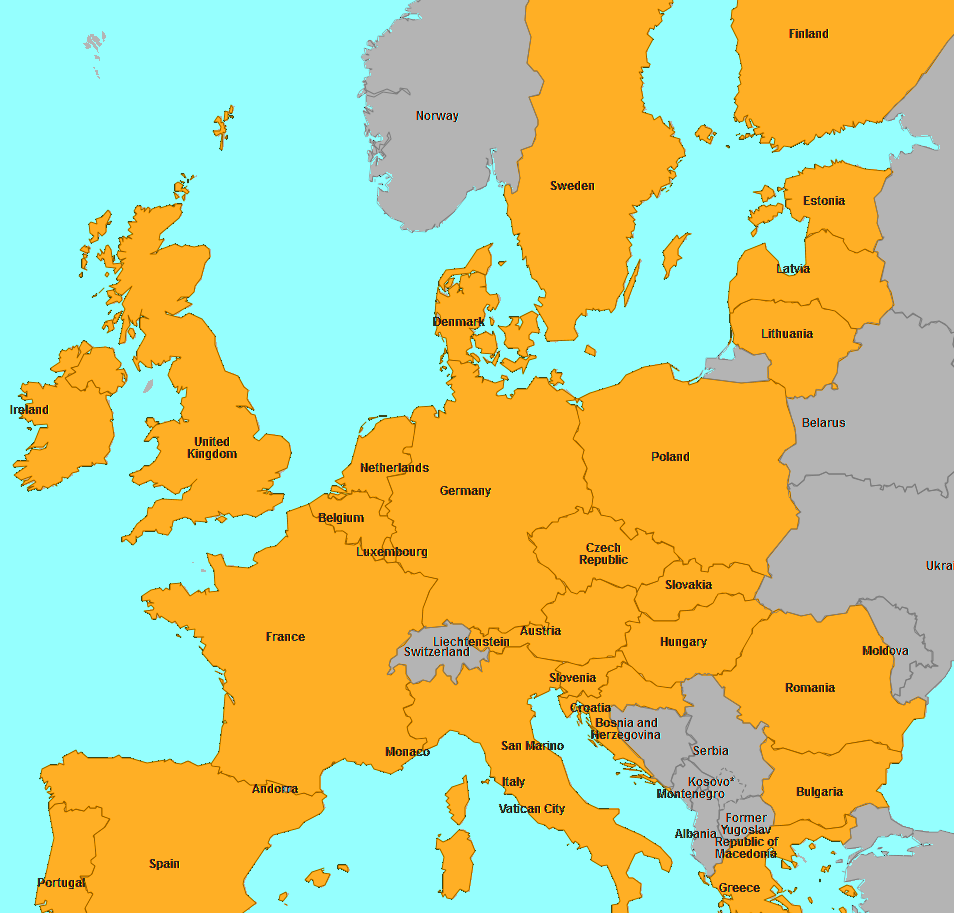 Finland
Norway
Sweden
Estonia
Latvia
Denmark
Lithuania
Ireland
Belarus
United
Kingdom
Poland
Netherlands
Germany
Belgium
Luxembourg
Czech
Republic
Ukrai
Slovakia
Austria
France
Liechtenstein
Hungary
Switzerland
Moldova
Slovenia
Romania
Croatia
Bosnia and
Herzegovina
San Marino
Monaco
Serbia
Italy
Kosovo*
Andorra
Montenegro
Bulgaria
Vatican City
Former
Yugoslav
Republic of
Macedonia
Albania
Spain
Portugal
Greece